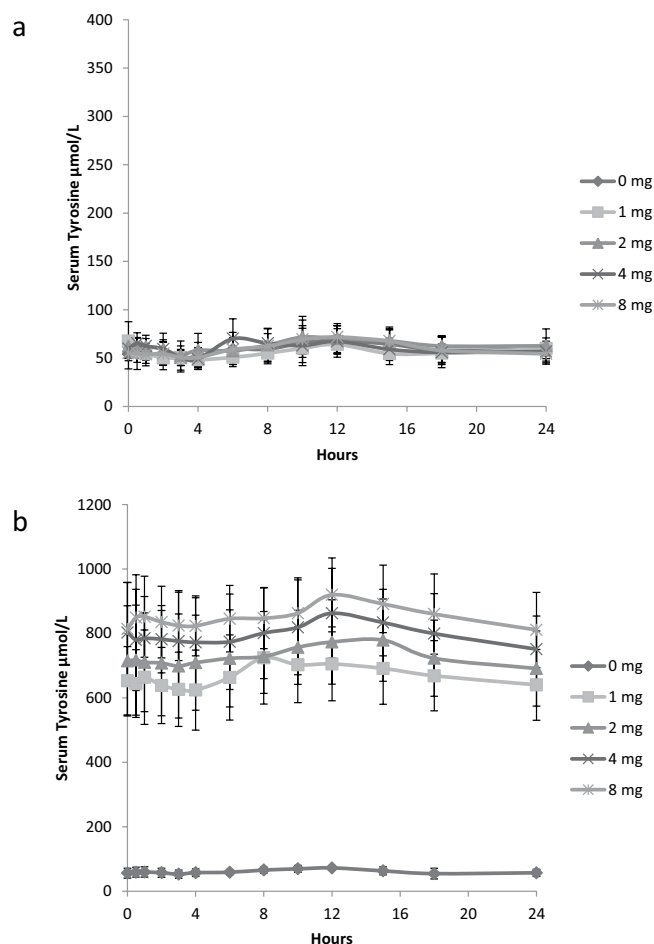 a
400
350
300
250
200
150
100
50
0
Serum Tyrosine µmol/L
0 4 8 12 16 20 24
Hours
0 mg
1 mg
2 mg
4 mg
8 mg
b
1200
1000
800
600
400
200
0
Serum Tyrosine µmol/L
0 4 8 12 16 20 24
Hours
0 mg
1 mg
2 mg
4 mg
8 mg